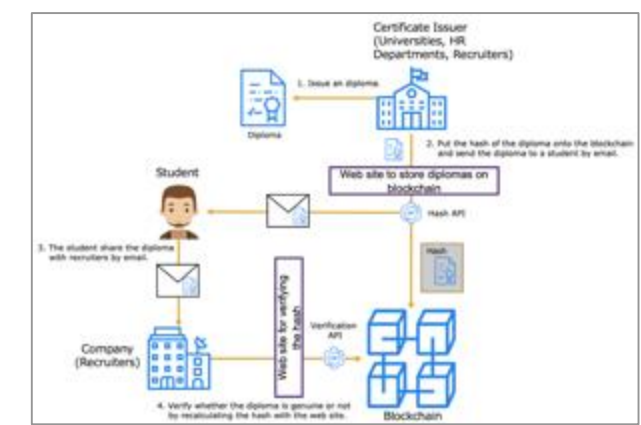 Certificate Issuer
(Universities, HR
Departments, Recruiters)
1. Issue an diploma.
Diploma
2. Put the hash of the diploma onto the blockchain
and send the diploma to a student by email.
Web site to store diplomas on
blockchain
Student
Hash API
3. The student share the diploma
with recruiters by email.
Hash
Web site for verifying
the hash
Verification
API
Company
(Recruiters)
4. Verify whether the diploma is genuine or not
by recalculating the hash with the web site.
Blockchain